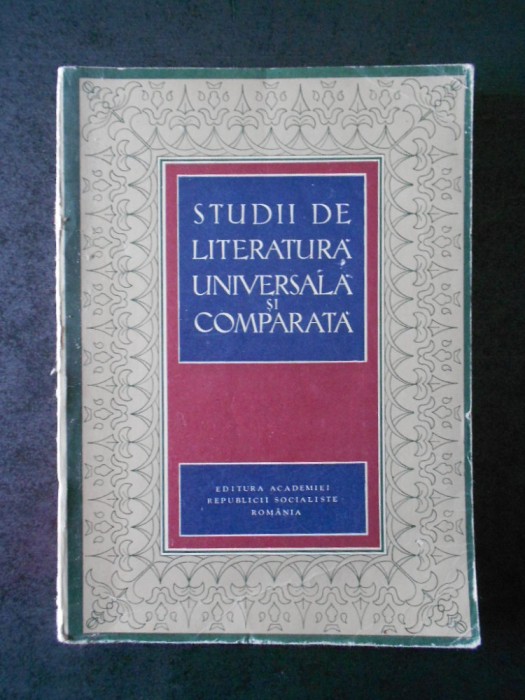 STUDII DE
LITERATURĂ
UNIVERSALĂ
ȘI
COMPARATĂ
EDITURA ACADEMIEI
REPUBLICII SOCIALISTE
ROMÂNIA